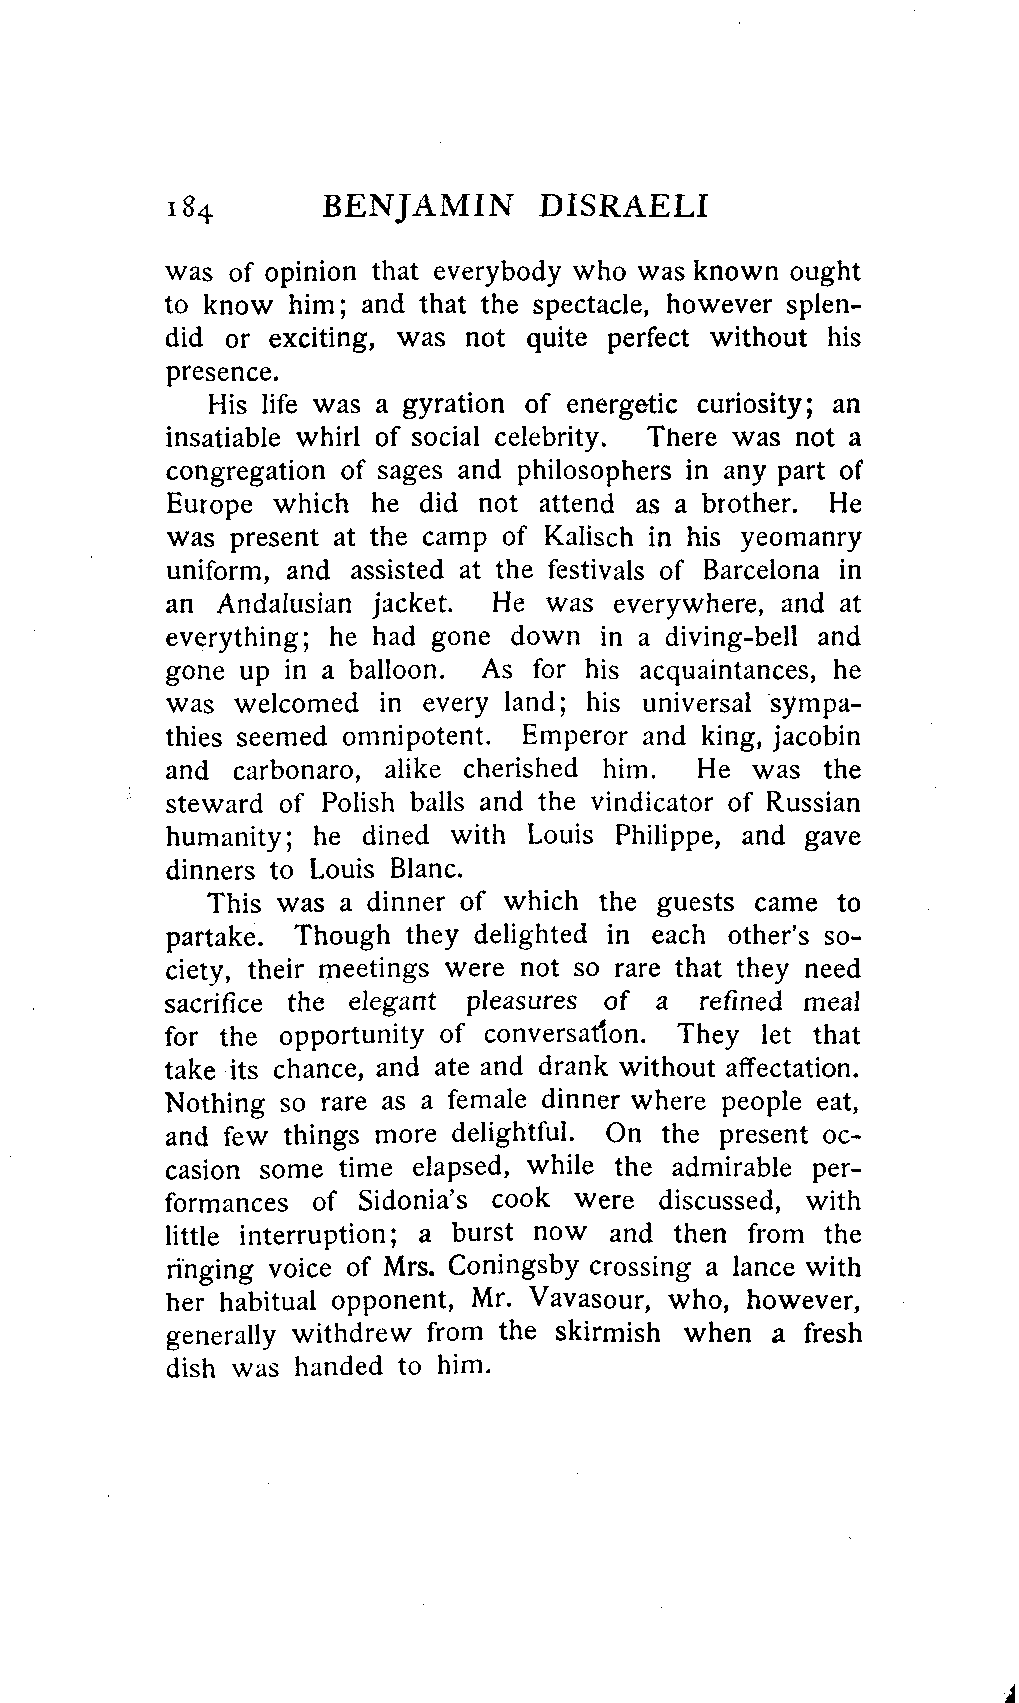 184 BENJAMIN DISRAELI
was of opinion that everybody who was known ought
to know him; and that the spectacle, however splen-
did or exciting, was not quite perfect without his
presence.
His life was a gyration of energetic curiosity; an
insatiable whirl of social celebrity. There was not a
congregation of sages and philosophers in any part of
Europe which he did not attend as a brother. He
was present at the camp of Kalisch in his yeomanry
uniform, and assisted at the festivals of Barcelona in
an Andalusian jacket. He was everywhere, and at
everything; he had gone down in a diving-bell and
gone up in a balloon. As for his acquaintances, he
was welcomed in every land; his universal sympa-
thies seemed omnipotent. Emperor and king, jacobin
and carbonaro, alike cherished him. He was the
steward of Polish balls and the vindicator of Russian
humanity; he dined with Louis Philippe, and gave
dinners to Louis Blanc.
This was a dinner of which the guests came to
partake. Though they delighted in each other's so-
ciety, their meetings were not so rare that they need
sacrifice the elegant pleasures of a refined meal
for the opportunity of conversation. They let that
take its chance, and ate and drank without affectation.
Nothing so rare as a female dinner where people eat,
and few things more delightful. On the present oc-
casion some time elapsed, while the admirable per-
formances of Sidonia's cook were discussed, with
little interruption; a burst now and then from the
ringing voice of Mrs. Coningsby crossing a lance with
her habitual opponent, Mr. Vavasour, who, however,
generally withdrew from the skirmish when a fresh
dish was handed to him.